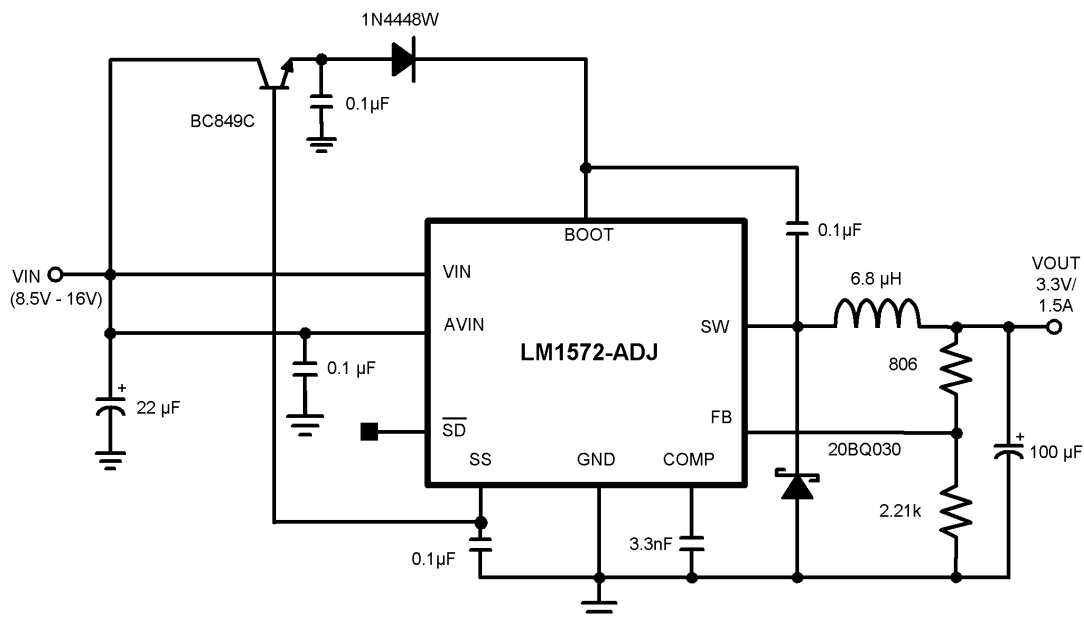 1N4448W
0.1µF
BC849C
BOOT
0.1µF
VIN
(8.5V - 16V)
VIN
6.8 µH
VOUT
3.3V/
1.5A
AVIN
SW
LM1572-ADJ
0.1 µF
806
22 µF
+
SD
FB
20BQ030
+
100 µF
SS
GND
COMP
2.21k
0.1µF
3.3nF